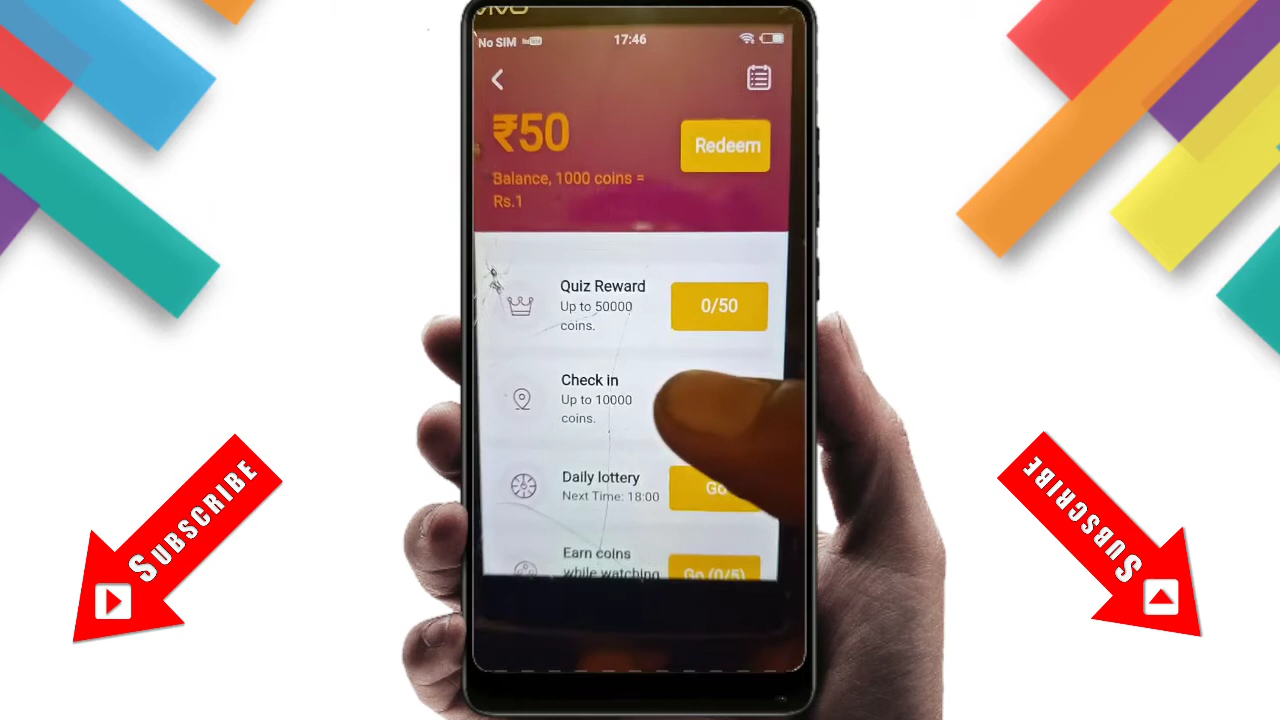 vivo
No SIM
17:46
₹50
Redeem
Balance, 1000 coins =
Rs.1
Quiz Reward
Up to 50000
coins.
0/50
Check in
Up to 10000
coins.
Daily lottery
Next Time: 18:00
Go
Earn coins
while watching
Go (0/5)
SUBSCRIBE
SUBSCRIBE